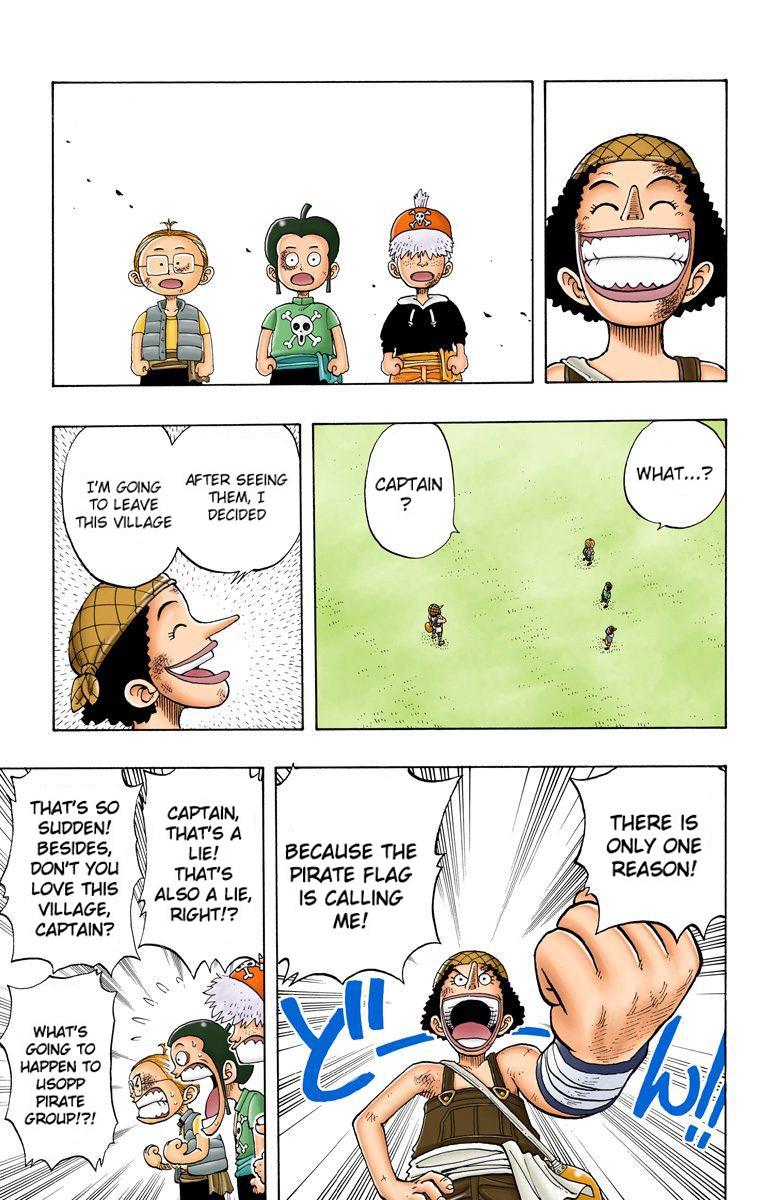 WHAT...?
CAPTAIN
?
AFTER SEEING
THEM, I
DECIDED
I'M GOING
TO LEAVE
THIS VILLAGE
THERE IS
ONLY ONE
REASON!
BECAUSE THE
PIRATE FLAG
IS CALLING
ME!
ど
ーん!!
CAPTAIN,
THAT'S A
LIE!
THAT'S
ALSO A LIE,
RIGHT!?
THAT'S SO
SUDDEN!
BESIDES,
DON'T YOU
LOVE THIS
VILLAGE,
CAPTAIN?
WHAT'S
GOING TO
HAPPEN TO
USOPP
PIRATE
GROUP!?!